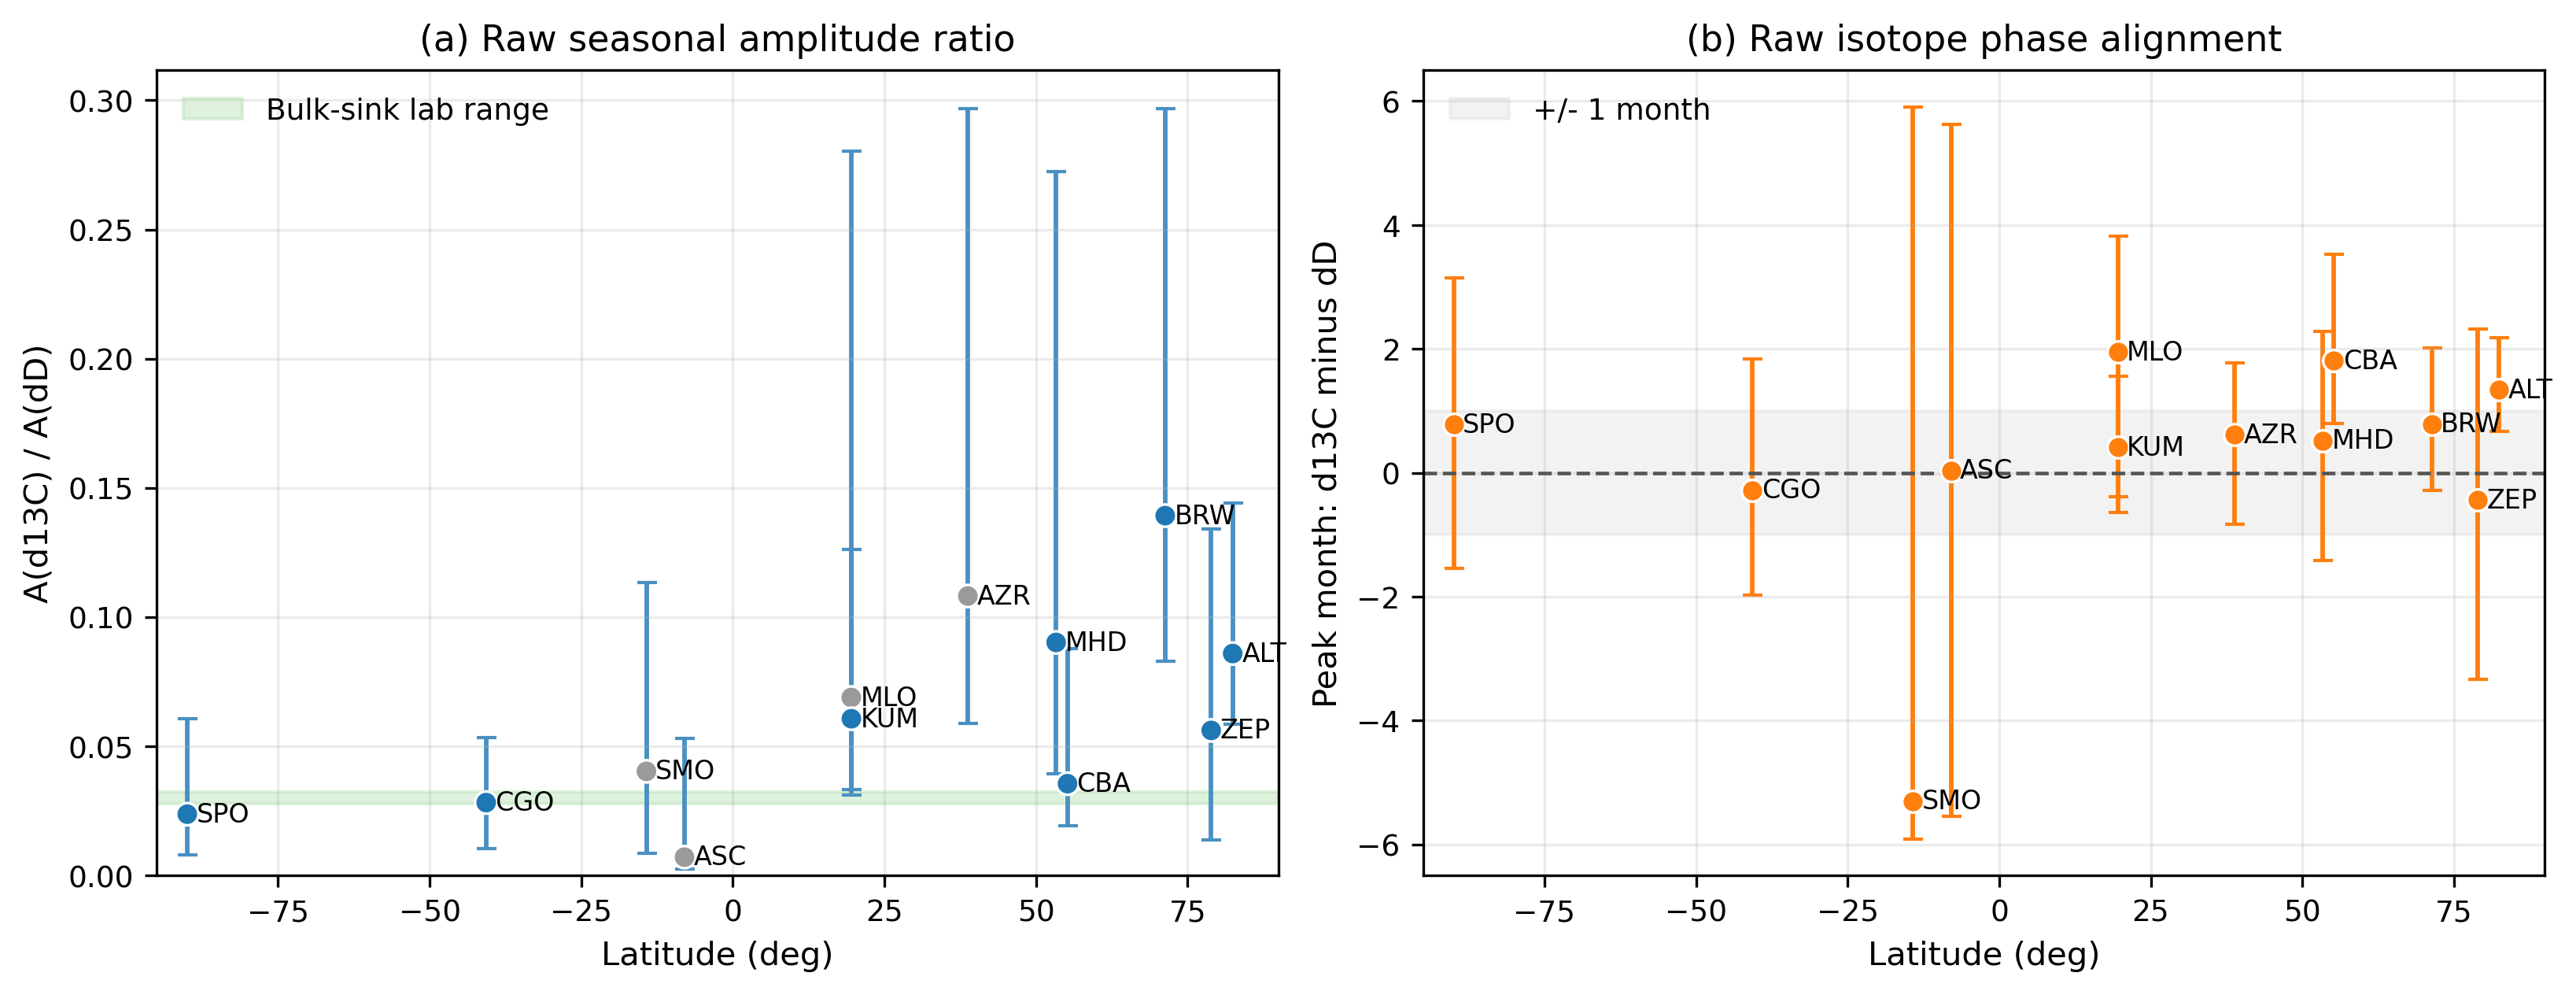 (a) Raw seasonal amplitude ratio
Bulk-sink lab range
A(d13C) / A(dD)
0.30
0.25
0.20
0.15
0.10
0.05
0.00
BRW
AZR
MHD
ALT
MLO
KUM
ZEP
SMO
CBA
CGO
SPO
ASC
−75
−50
−25
0
25
50
75
Latitude (deg)
(b) Raw isotope phase alignment
+/- 1 month
Peak month: d13C minus dD
6
4
2
0
−2
−4
−6
MLO
CBA
ALT
SPO
BRW
AZR
MHD
KUM
ASC
CGO
ZEP
SMO
−75
−50
−25
0
25
50
75
Latitude (deg)